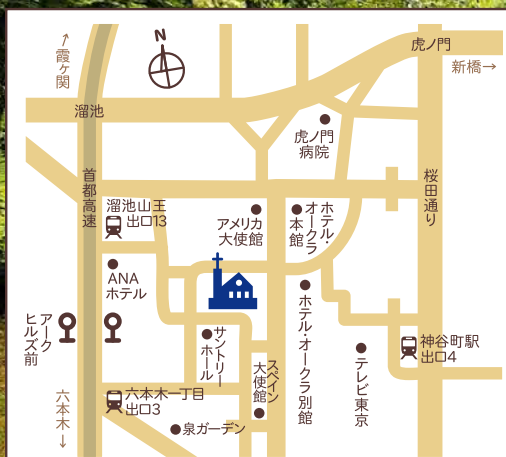 N
↑霞ヶ関
虎ノ門
新橋→
溜池
虎ノ門
病院
首都高速
桜田通り
溜池山王
出口13
アメリカ
大使館
ホテル・
オークラ
本館
ANA
ホテル
アーク
ヒルズ前
サントリー
ホール
ホテル・オークラ別館
神谷町駅
出口4
テレビ東京
スペイン
大使館
六本木一丁目
出口3
六本木↓
泉ガーデン